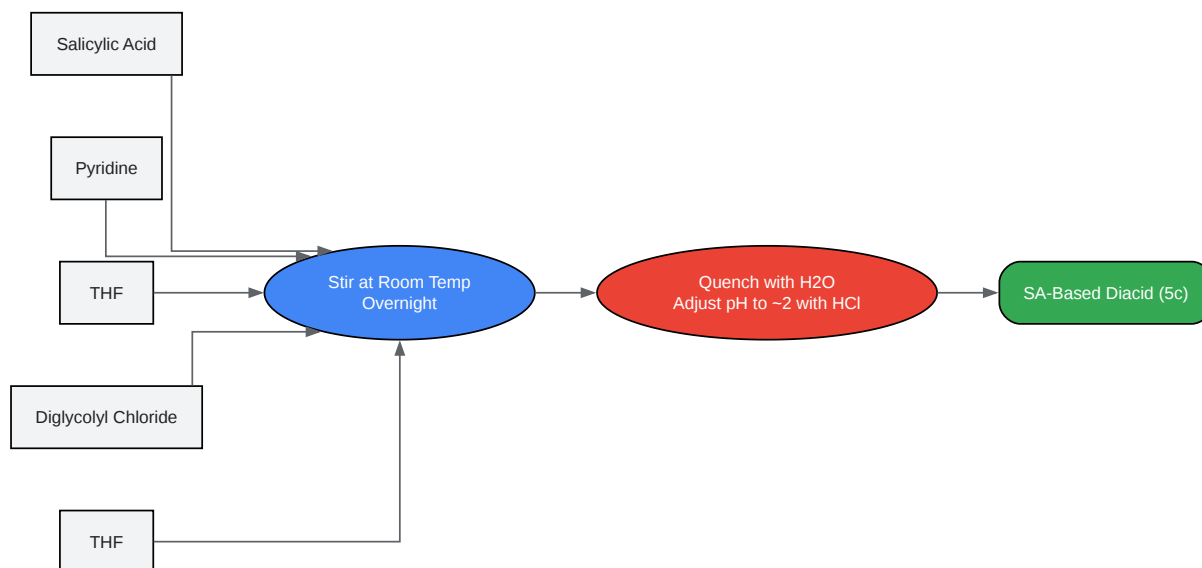 Salicylic Acid
Pyridine
THF
Diglycolyl Chloride
THF
Stir at Room Temp
Overnight
Quench with H2O
Adjust pH to ~2 with HCl
SA-Based Diacid (5c)